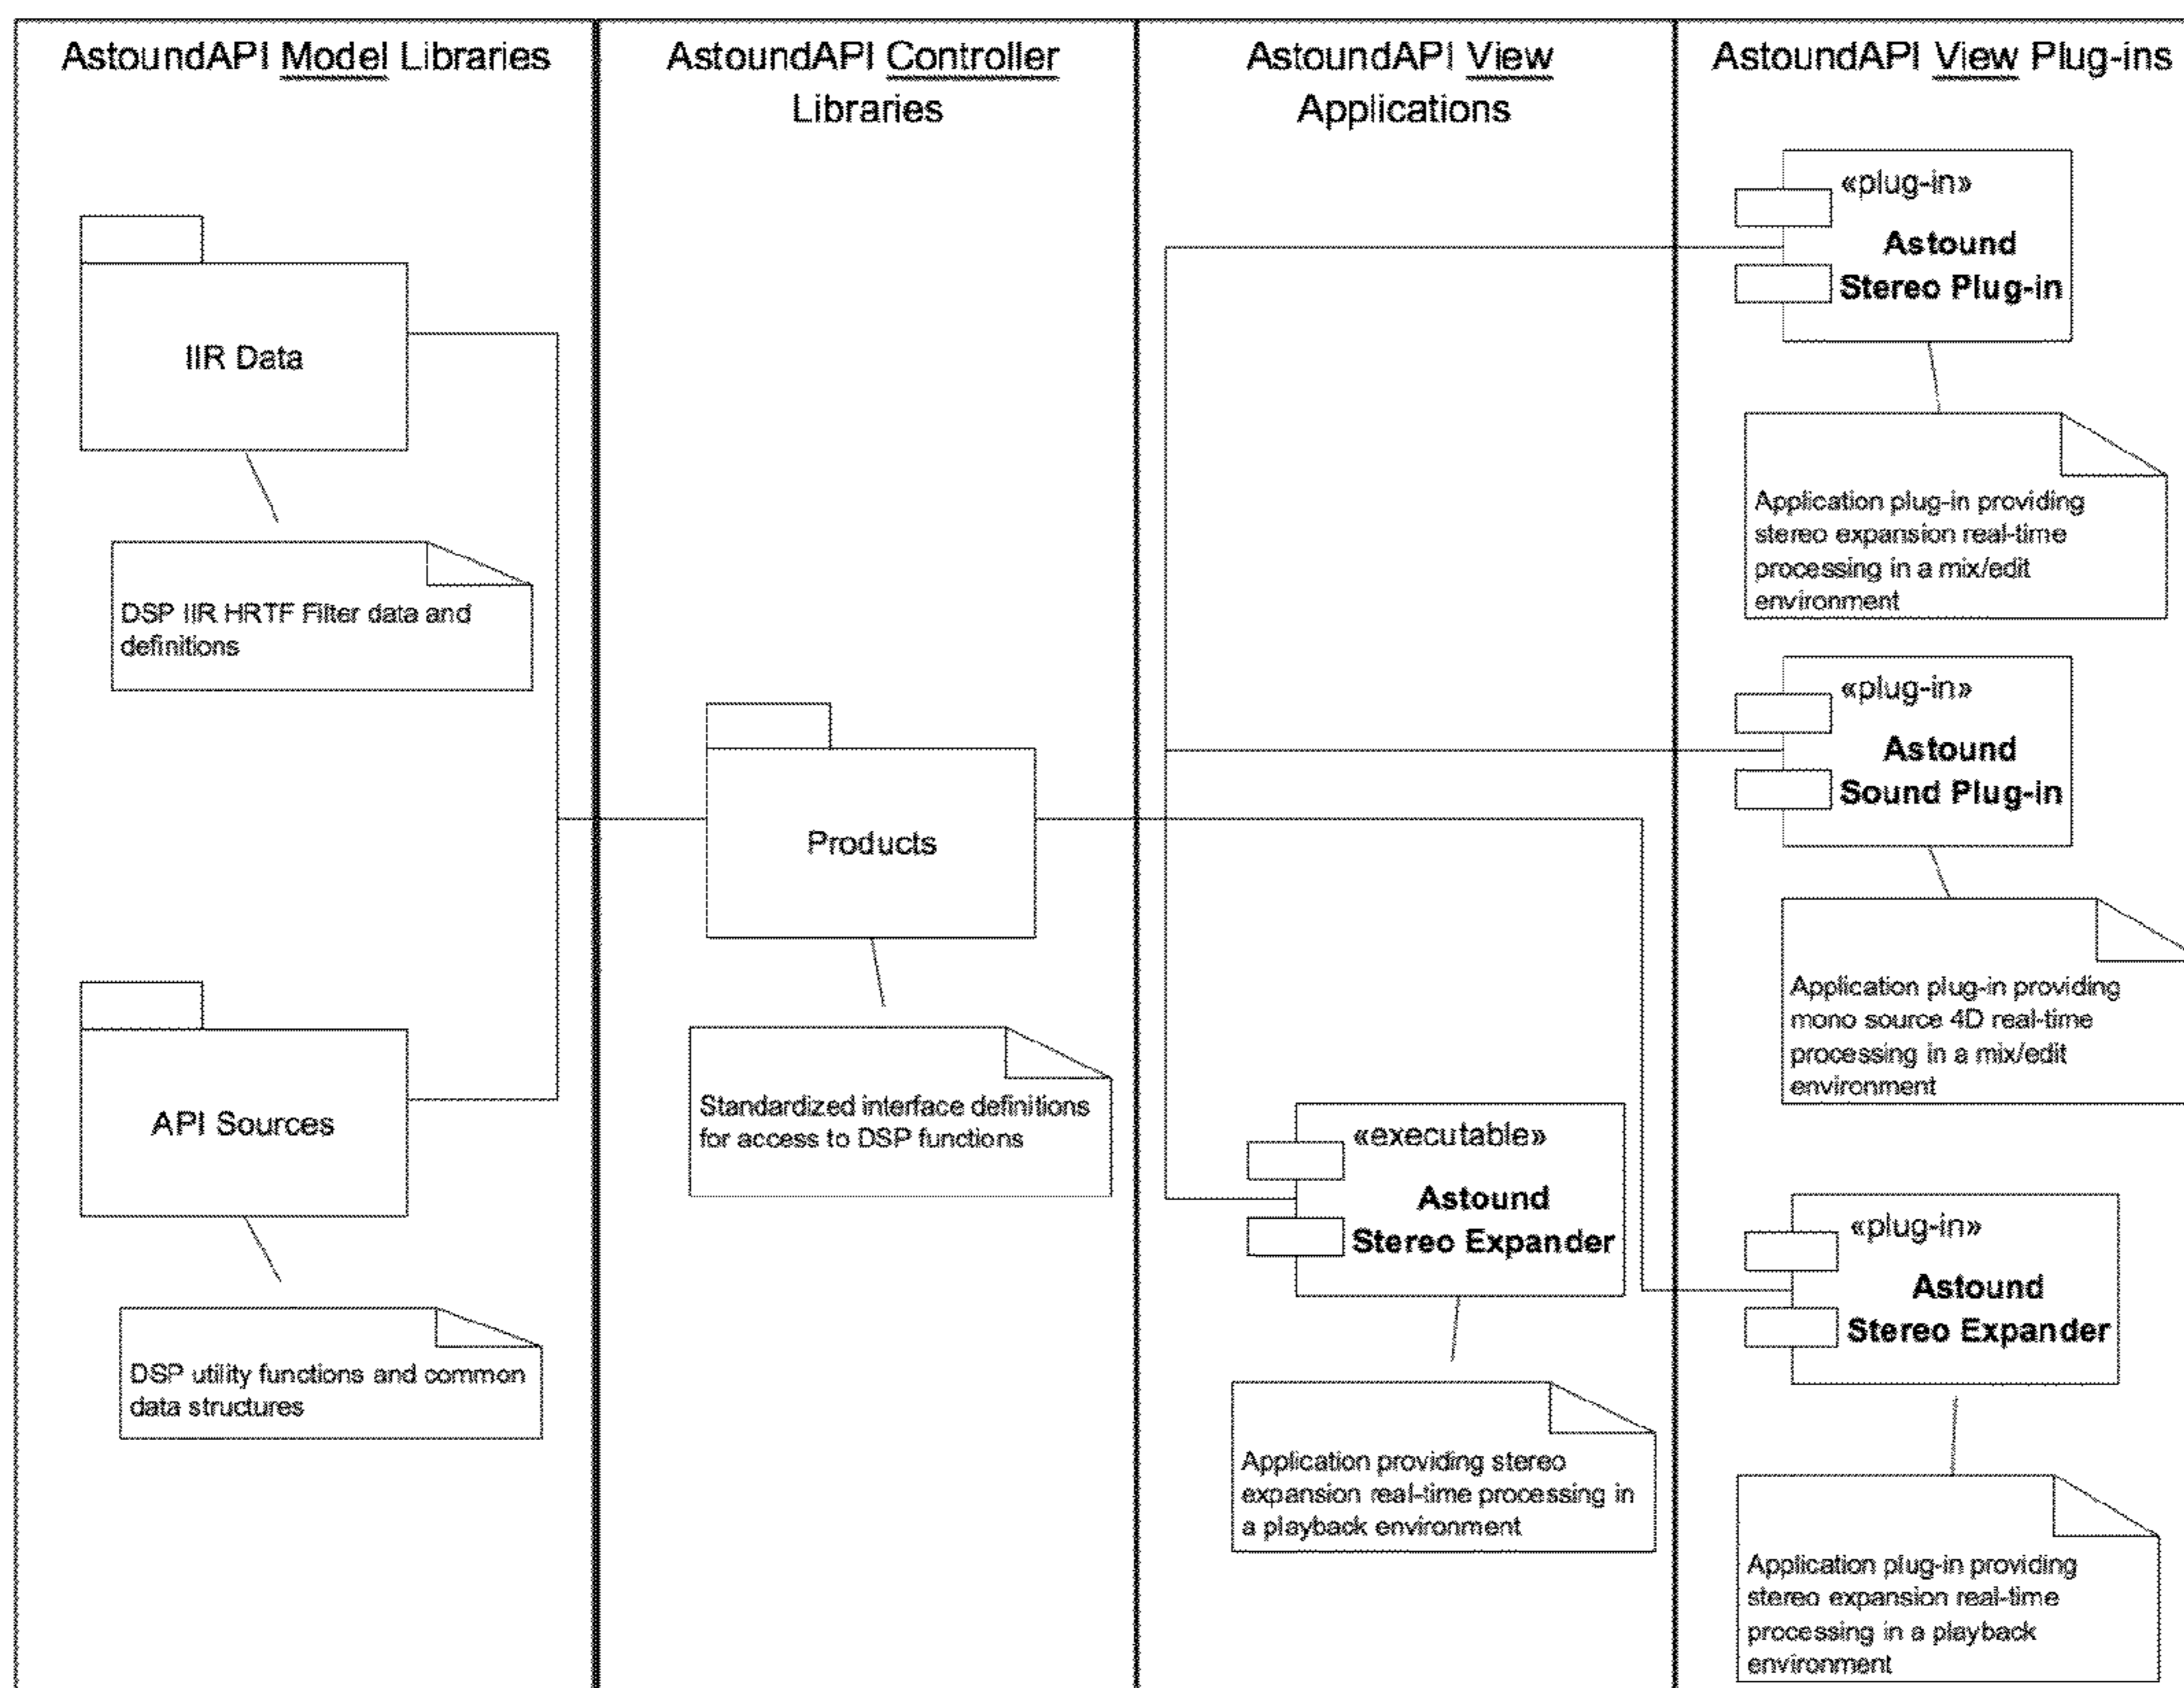 AstoundAPI Model Libraries
IIR Data
DSP IIR HRTF Filter data and
definitions
API Sources
DSP utility functions and common
data structures
AstoundAPI Controller
Libraries
Products
Standardized interface definitions
for access to DSP functions
AstoundAPI View
Applications
«executable»
Astound
Stereo Expander
Application providing stereo
expansion real-time processing in
a playback environment
AstoundAPI View Plug-ins
«plug-in»
Astound
Stereo Plug-in
Application plug-in providing
stereo expansion real-time
processing in a mix/edit
environment
«plug-in»
Astound
Sound Plug-in
Application plug-in providing
mono source 4D real-time
processing in a mix/edit
environment
«plug-in»
Astound
Stereo Expander
Application plug-in providing
stereo expansion real-time
processing in a playback
environment